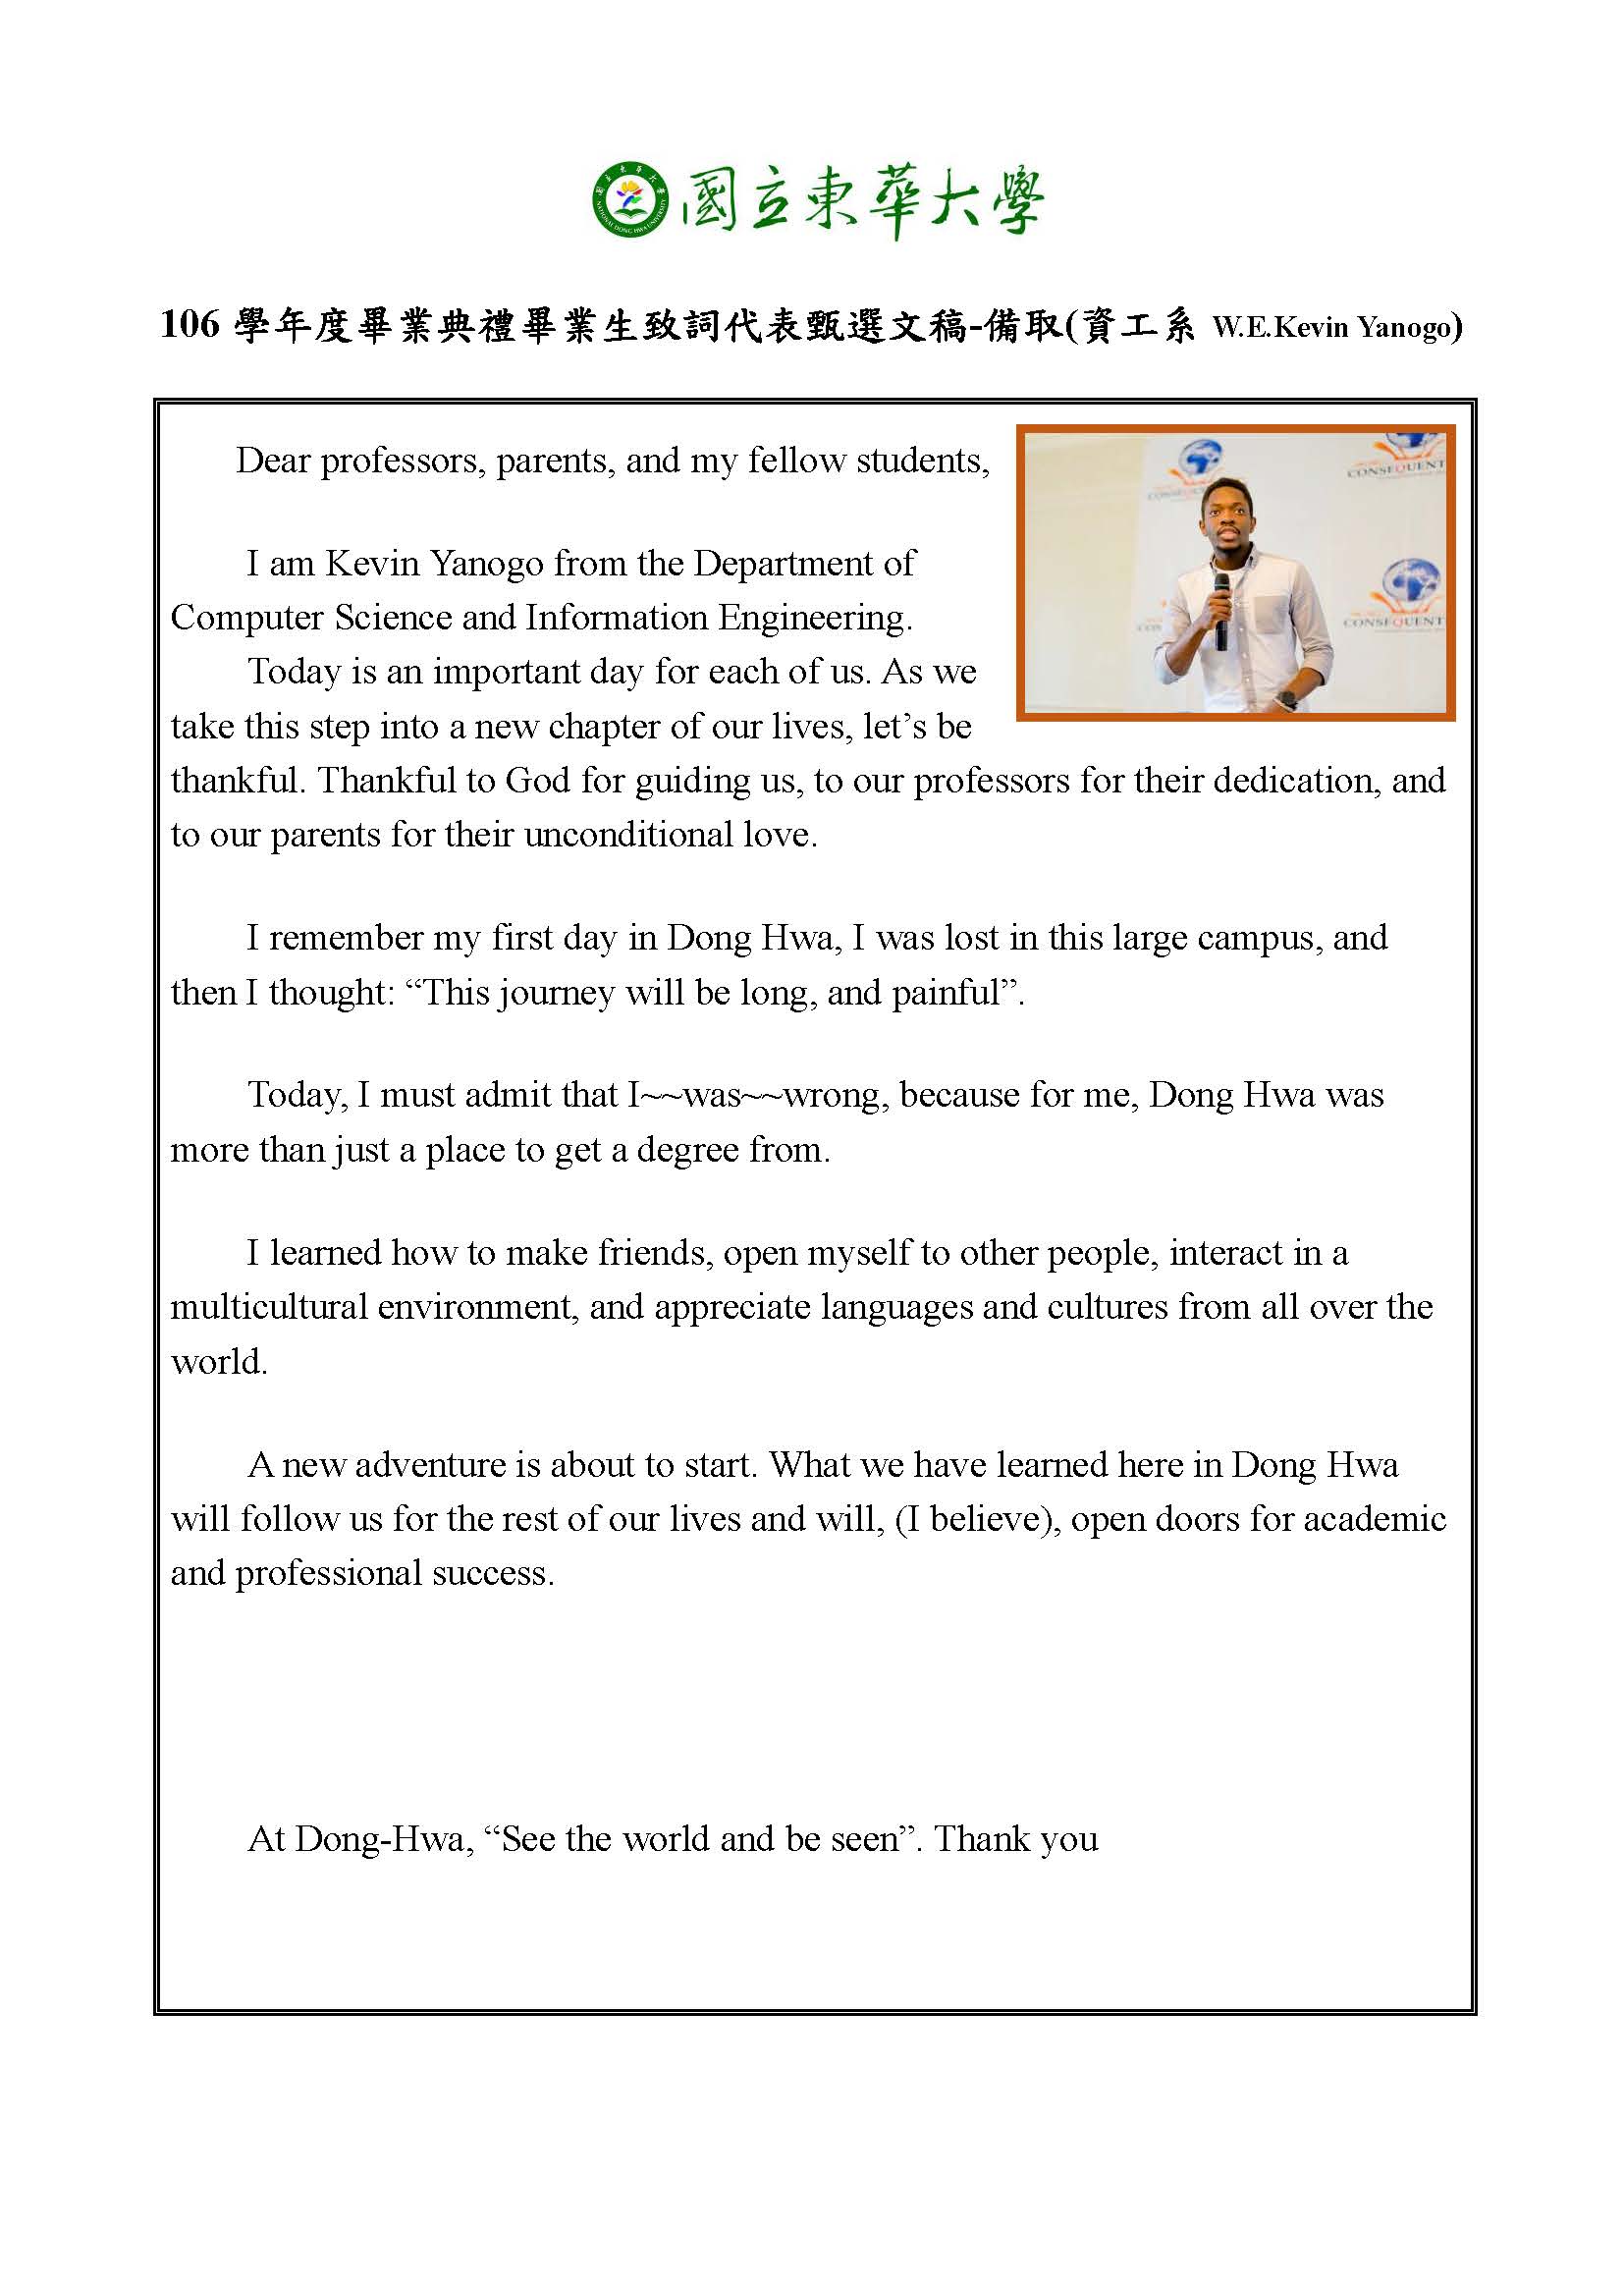 國立東華大學
NATIONAL DONG HWA UNIVERSITY
國立東華大學
106 學年度畢業典禮畢業生致詞代表甄選文稿-備取(資工系 W.E.Kevin Yanogo)
Dear professors, parents, and my fellow students,
CONSEQUENT
CONSEQUENT
I am Kevin Yanogo from the Department of
Computer Science and Information Engineering.
Today is an important day for each of us. As we
take this step into a new chapter of our lives, let’s be
thankful. Thankful to God for guiding us, to our professors for their dedication, and
to our parents for their unconditional love.
I remember my first day in Dong Hwa, I was lost in this large campus, and
then I thought: “This journey will be long, and painful”.
Today, I must admit that I~~was~~wrong, because for me, Dong Hwa was
more than just a place to get a degree from.
I learned how to make friends, open myself to other people, interact in a
multicultural environment, and appreciate languages and cultures from all over the
world.
A new adventure is about to start. What we have learned here in Dong Hwa
will follow us for the rest of our lives and will, (I believe), open doors for academic
and professional success.
At Dong-Hwa, “See the world and be seen”. Thank you